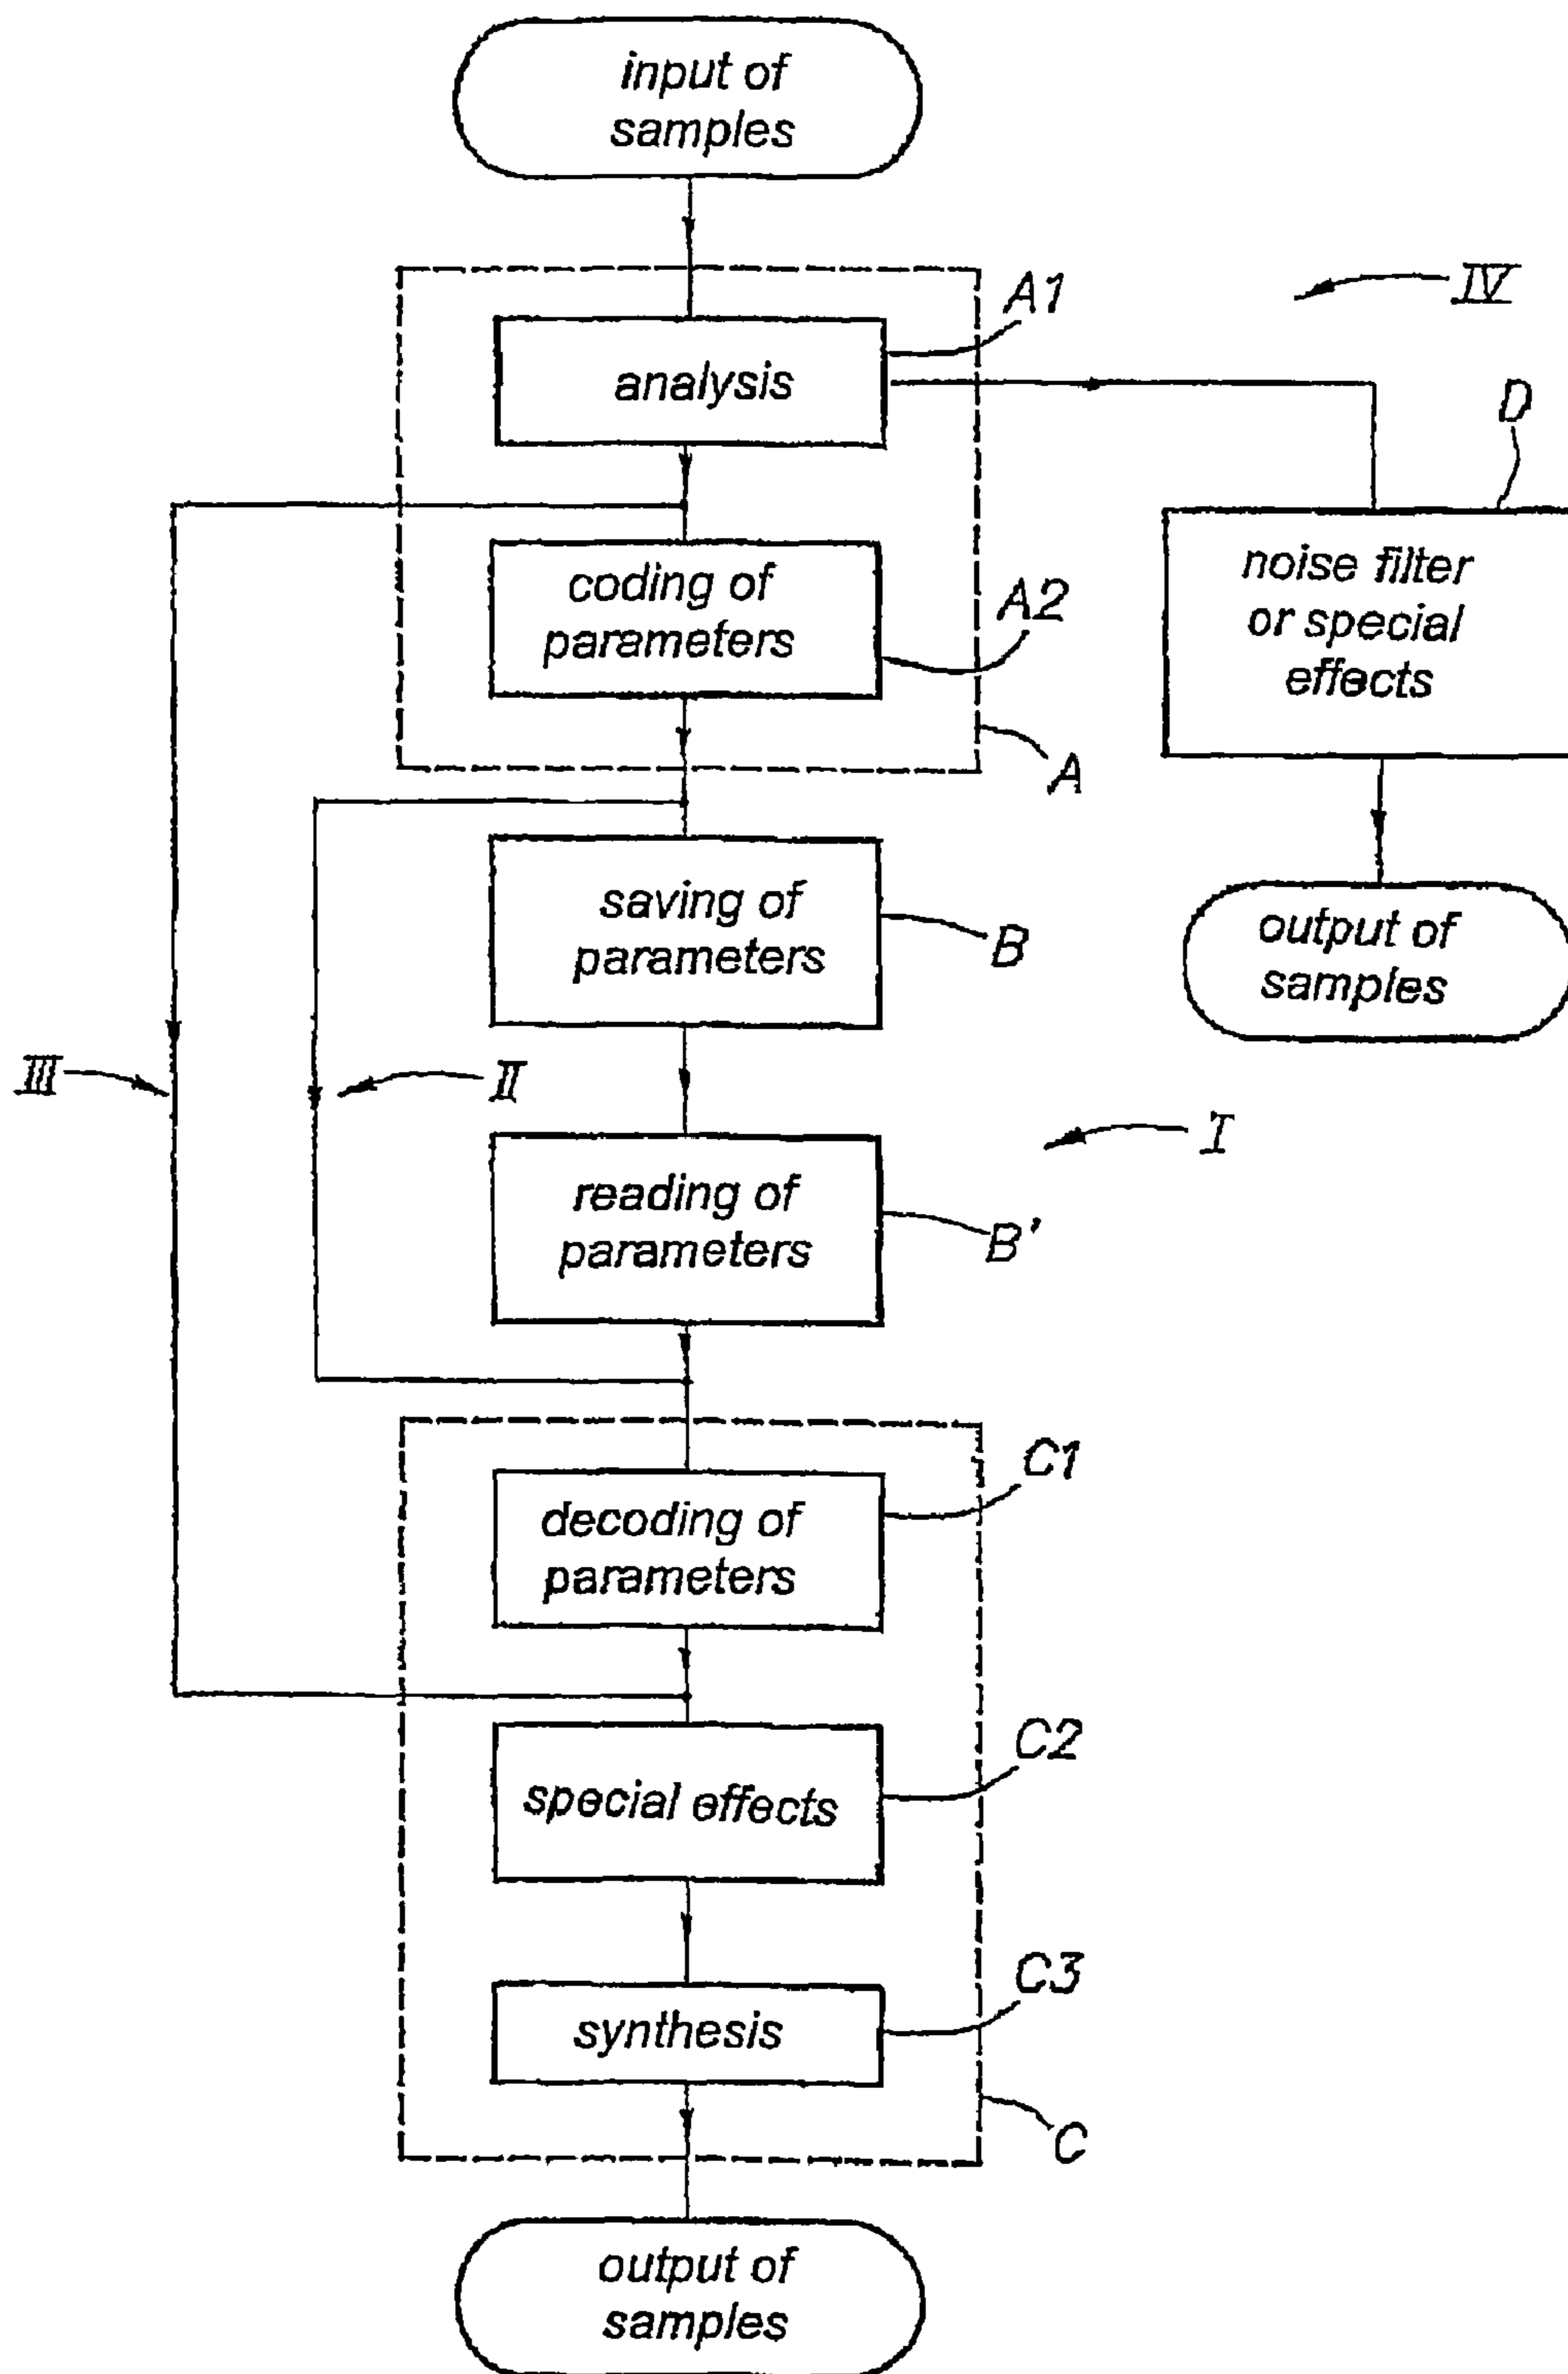 input of
samples
A1
IV
analysis
D
coding of
parameters
A2
noise filter
or special
effects
A
saving of
parameters
B
output of
samples
III
II
I
reading of
parameters
B'
decoding of
parameters
C1
special effects
C2
synthesis
C3
C
output of
samples